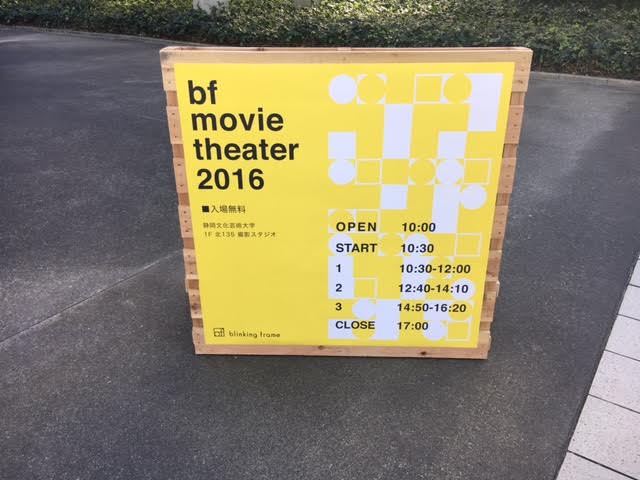 bf
movie
theater
2016
■入場無料
静岡文化芸術大学
1F 北135 撮影スタジオ
OPEN 10:00
START 10:30
1 10:30-12:00
2 12:40-14:10
3 14:50-16:20
CLOSE 17:00
bf blinking frame